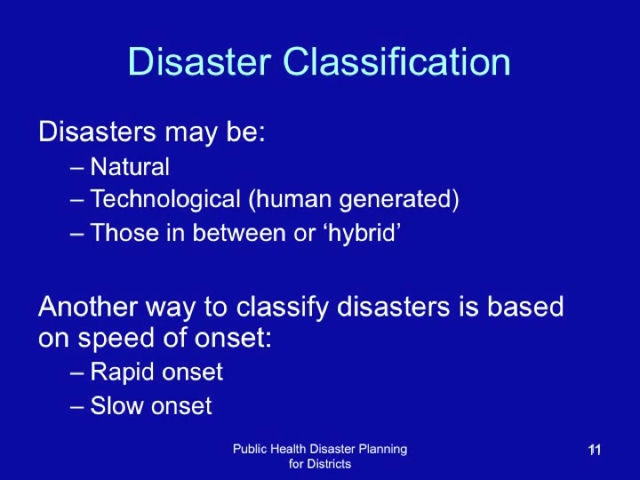 Disaster Classification
Disasters may be:
– Natural
– Technological (human generated)
– Those in between or ‘hybrid’
Another way to classify disasters is based
on speed of onset:
– Rapid onset
– Slow onset
Public Health Disaster Planning
for Districts
11